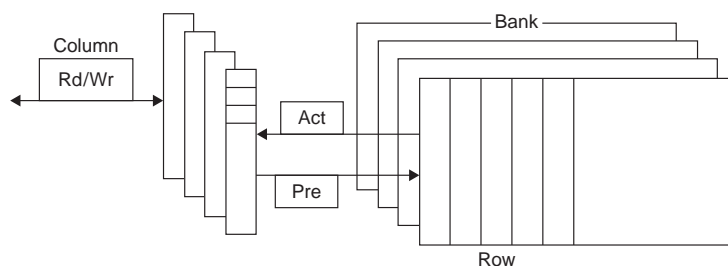 Column
Rd/Wr
Bank
Act
Pre
Row